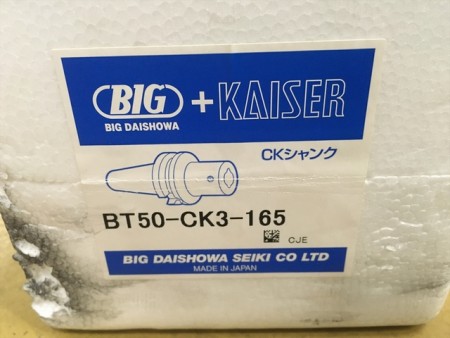 BIG + KAISER
BIG DAISHOWA
CKシャンク
BT50-CK3-165
CJE
BIG DAISHOWA SEIKI CO LTD
MADE IN JAPAN